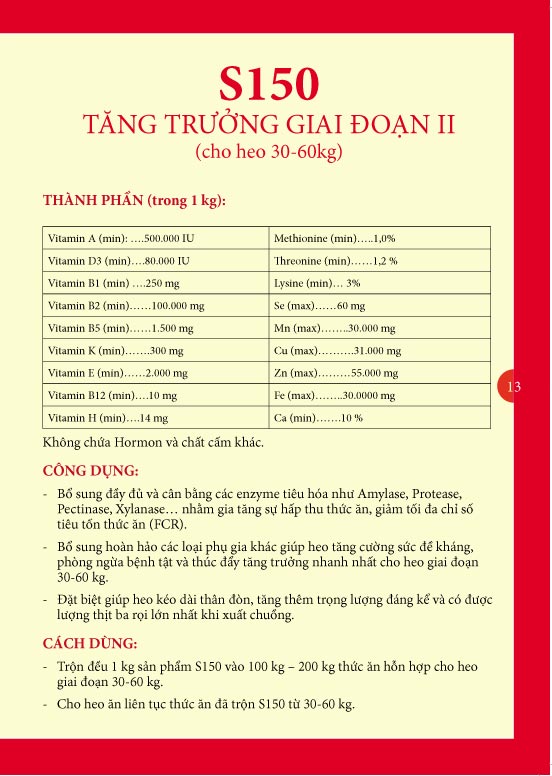 S150
TĂNG TRƯỞNG GIAI ĐOẠN II
(cho heo 30-60kg)
THÀNH PHẦN (trong 1 kg):
Vitamin A (min): ….500.000 IU
Methionine (min)…..1,0%
Vitamin D3 (min)….80.000 IU
Threonine (min)……1,2 %
Vitamin B1 (min) ….250 mg
Lysine (min)… 3%
Vitamin B2 (min)……100.000 mg
Se (max)……60 mg
Vitamin B5 (min)……1.500 mg
Mn (max)……..30.000 mg
Vitamin K (min)…….300 mg
Cu (max)……….31.000 mg
Vitamin E (min)……2.000 mg
Zn (max)………55.000 mg
Vitamin B12 (min)….10 mg
Fe (max)……..30.0000 mg
Vitamin H (min)….14 mg
Ca (min)…….10 %
13
Không chứa Hormon và chất cấm khác.
CÔNG DỤNG:
- Bổ sung đầy đủ và cân bằng các enzyme tiêu hóa như Amylase, Protease,
Pectinase, Xylanase… nhằm gia tăng sự hấp thu thức ăn, giảm tối đa chỉ số
tiêu tốn thức ăn (FCR).
- Bổ sung hoàn hảo các loại phụ gia khác giúp heo tăng cường sức đề kháng,
phòng ngừa bệnh tật và thúc đẩy tăng trưởng nhanh nhất cho heo giai đoạn
30-60 kg.
- Đặt biệt giúp heo kéo dài thân đòn, tăng thêm trọng lượng đáng kể và có được
lượng thịt ba rọi lớn nhất khi xuất chuồng.
CÁCH DÙNG:
- Trộn đều 1 kg sản phẩm S150 vào 100 kg – 200 kg thức ăn hỗn hợp cho heo
giai đoạn 30-60 kg.
- Cho heo ăn liên tục thức ăn đã trộn S150 từ 30-60 kg.